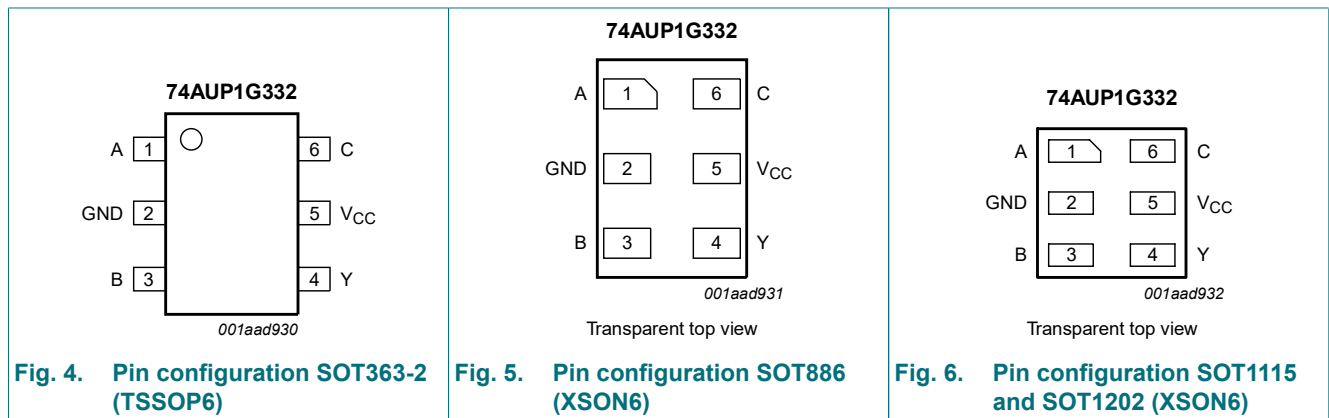 74AUP1G332
A 1 6 C
GND 2 5 VCC
B 3 4 Y
001aad930
Fig. 4. Pin configuration SOT363-2
(TSSOP6)
74AUP1G332
A 1 6 C
GND 2 5 VCC
B 3 4 Y
001aad931
Transparent top view
Fig. 5. Pin configuration SOT886
(XSON6)
74AUP1G332
A 1 6 C
GND 2 5 VCC
B 3 4 Y
001aad932
Transparent top view
Fig. 6. Pin configuration SOT1115
and SOT1202 (XSON6)